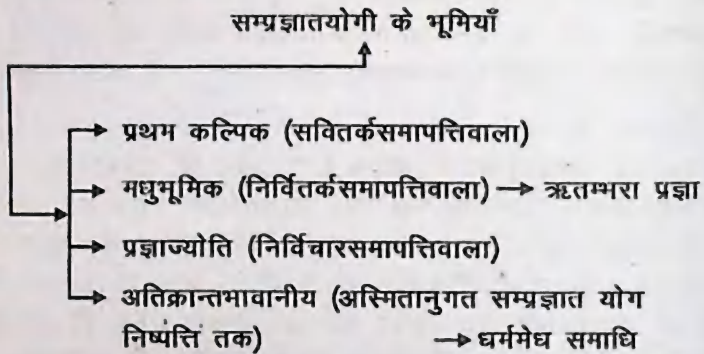 सम्प्रज्ञातयोगी के भूमियाँ
प्रथम कल्पिक (सवितर्कसमापत्तिवाला)
मधुभूमिक (निर्वितर्कसमापत्तिवाला) → ऋतम्भरा प्रज्ञा
प्रज्ञाज्योति (निर्विचारसमापत्तिवाला)
अतिक्रान्तभावानीय (अस्मितानुगत सम्प्रज्ञात योग
निष्पत्ति तक) → धर्ममेध समाधि